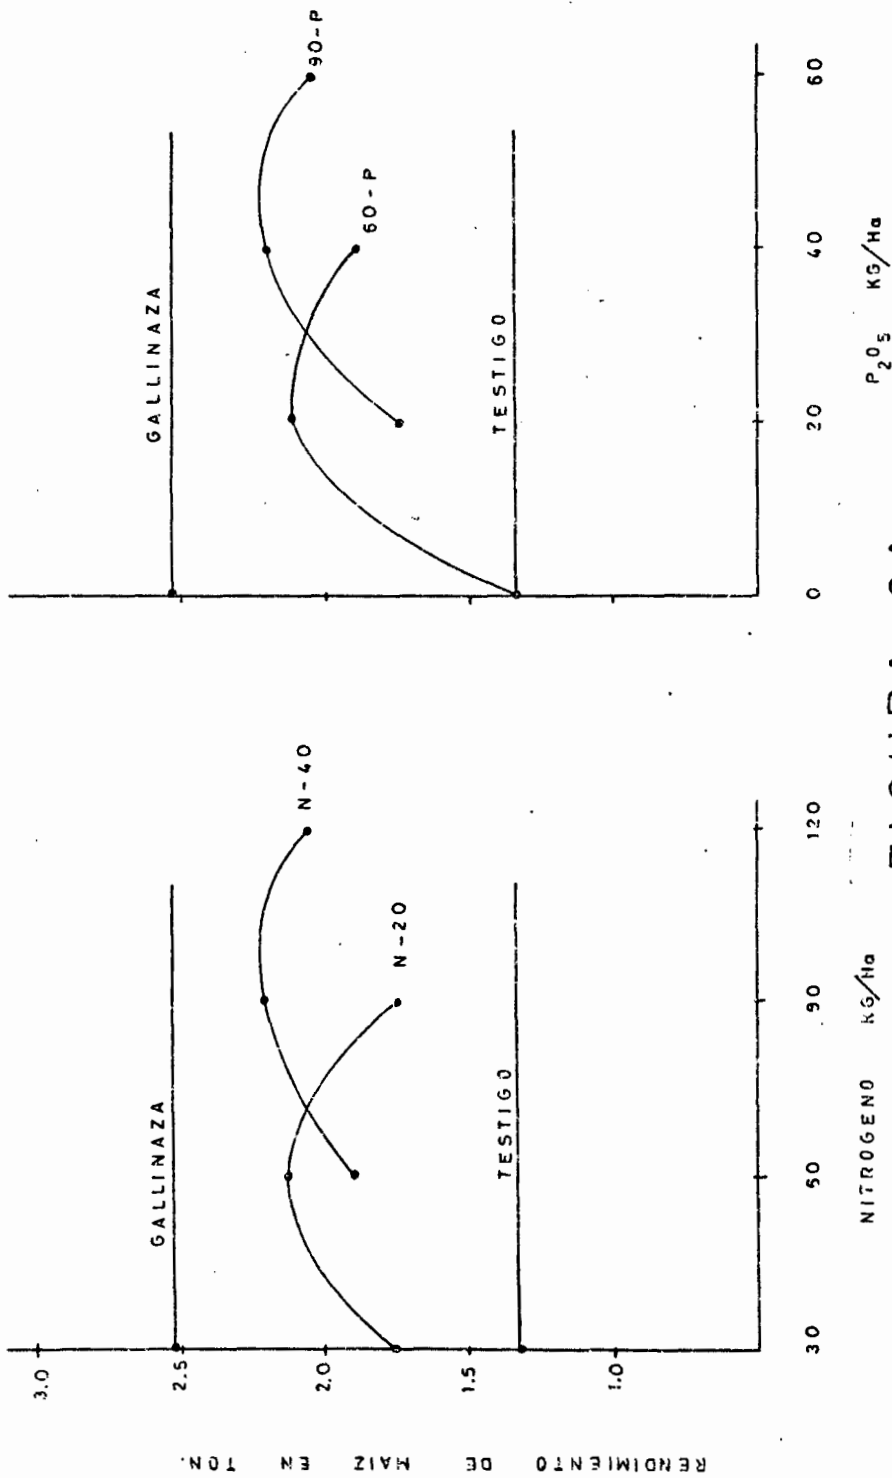 RENDIMIENTO DE MAIZ EN TON.
3.0
2.5
2.0
1.5
1.0
GALLINAZA
N-40
N-20
TESTIGO
30
60
90
120
NITROGENO KG/Ha
GALLINAZA
90-P
60-P
TESTIGO
0
20
40
60
P₂O₅ KG/Ha